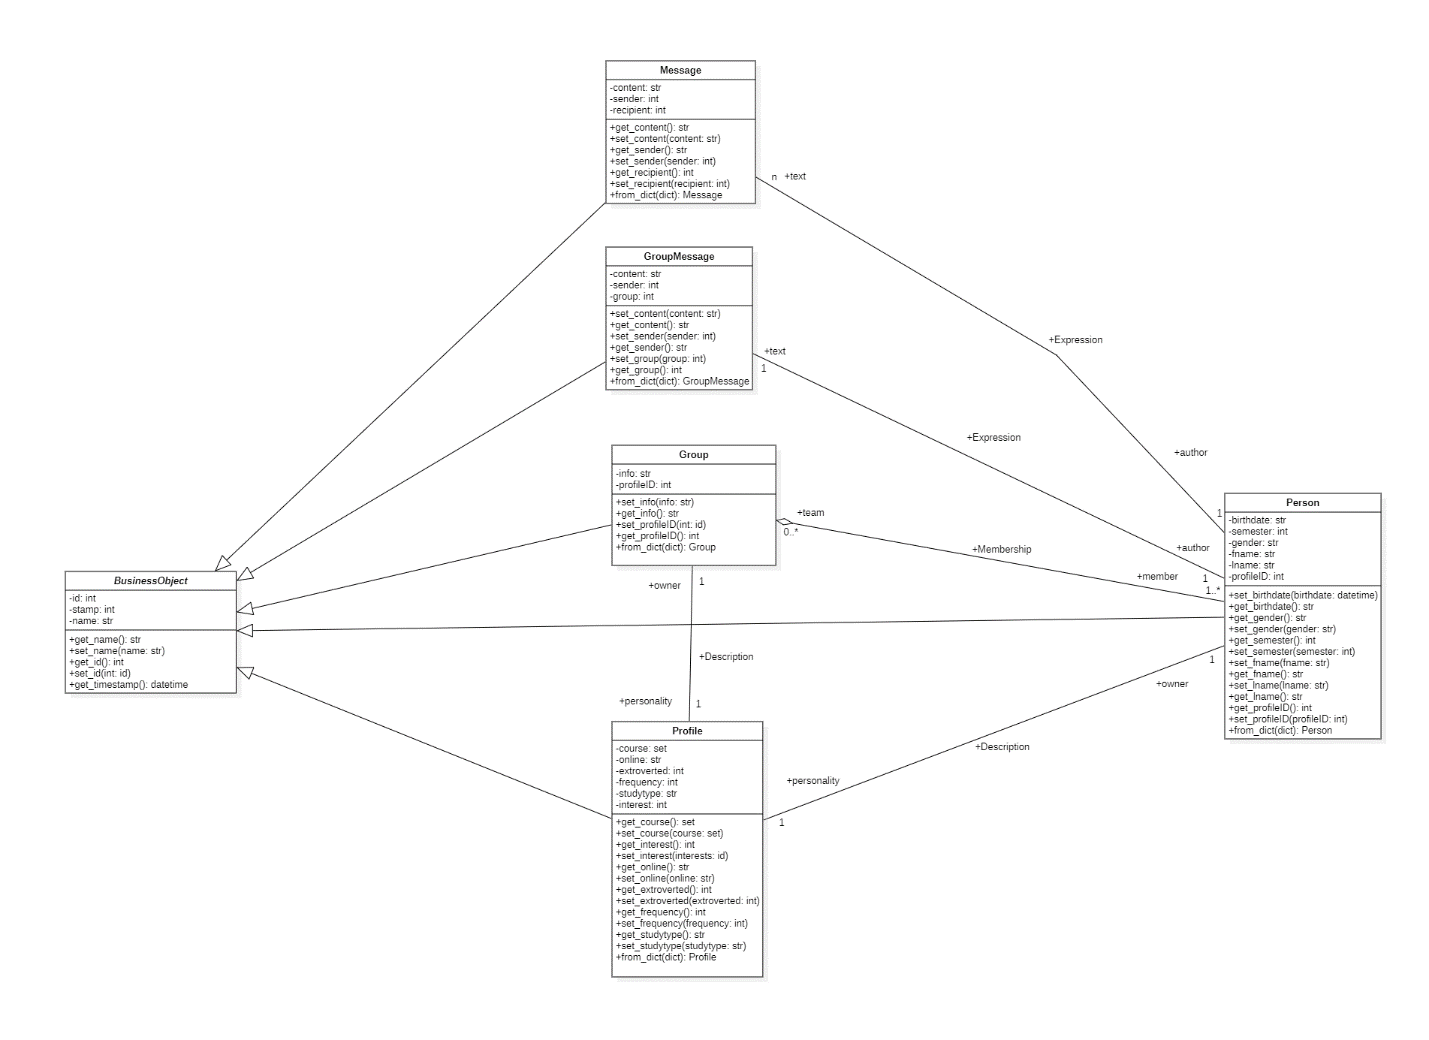 Message
-content: str
-sender: int
-recipient: int
+get_content(): str
+set_content(content: str)
+get_sender(): str
+set_sender(sender: int)
+get_recipient(): int
+set_recipient(recipient: int)
+from_dict(dict): Message
n +text
GroupMessage
-content: str
-sender: int
-group: int
+set_content(content: str)
+get_content(): str
+set_sender(sender: int)
+get_sender(): str
+set_group(group: int)
+get_group(): int
+from_dict(dict): GroupMessage
+text
1
+Expression
+Expression
+author
1
Group
-info: str
-profileID: int
+set_info(info: str)
+get_info(): str
+set_profileID(int: id)
+get_profileID(): int
+from_dict(dict): Group
+team
0..*
+Membership
+member
+author
1
1..*
Person
-birthdate: str
-semester: int
-gender: str
-fname: str
-lname: str
-profileID: int
+set_birthdate(birthdate: datetime)
+get_birthdate(): str
+get_gender(): str
+set_gender(gender: str)
+get_semester(): int
+set_semester(semester: int)
+set_fname(fname: str)
+get_fname(): str
+set_lname(lname: str)
+get_lname(): str
+get_profileID(): int
+set_profileID(profileID: int)
+from_dict(dict): Person
BusinessObject
-id: int
-stamp: int
-name: str
+get_name(): str
+set_name(name: str)
+get_id(): int
+set_id(int: id)
+get_timestamp(): datetime
+owner
1
+Description
+personality
1
1
+owner
+Description
+personality
1
Profile
-course: set
-online: str
-extroverted: int
-frequency: int
-studytype: str
-interest: int
+get_course(): set
+set_course(course: set)
+get_interest(): int
+set_interest(interests: id)
+get_online(): str
+set_online(online: str)
+get_extroverted(): int
+set_extroverted(extroverted: int)
+get_frequency(): int
+set_frequency(frequency: int)
+get_studytype(): str
+set_studytype(studytype: str)
+from_dict(dict): Profile